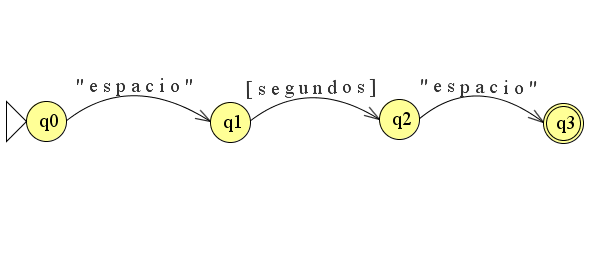 "espacio" [segundos] "espacio"
q0 q1 q2 q3